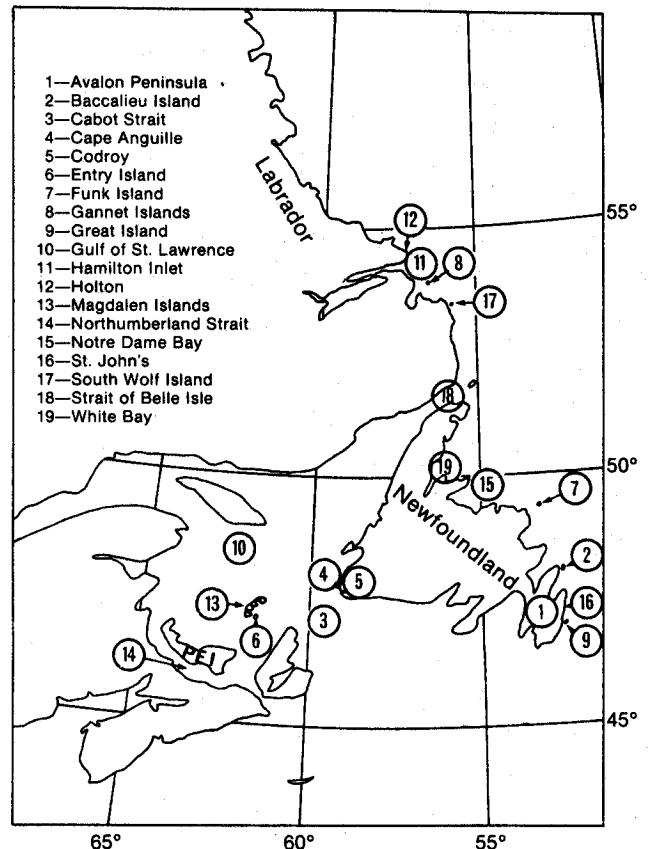 1—Avalon Peninsula
2—Baccalieu Island
3—Cabot Strait
4—Cape Anguille
5—Codroy
6—Entry Island
7—Funk Island
8—Gannet Islands
9—Great Island
10—Gulf of St. Lawrence
11—Hamilton Inlet
12—Holton
13—Magdalen Islands
14—Northumberland Strait
15—Notre Dame Bay
16—St. John's
17—South Wolf Island
18—Strait of Belle Isle
19—White Bay
Labrador
55°
12
11
8
17
18
50°
19
15
7
Newfoundland
10
2
4
5
13
3
1
16
6
9
14
PEI
45°
65°
60°
55°